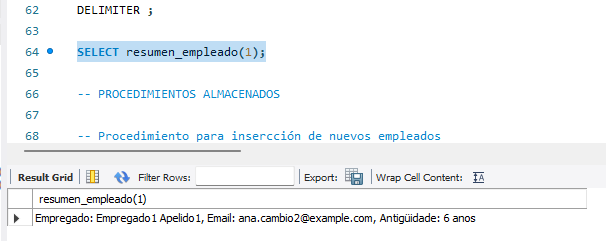 62 DELIMITER ;
63
64 SELECT resumen_empleado(1);
65
66 -- PROCEDIMIENTOS ALMACENADOS
67
68 -- Procedimiento para insercción de nuevos empleados
Result Grid Filter Rows: Export: Wrap Cell Content: IA
resumen_empleado(1)
Empregado: Empregado1 Apelido1, Email: ana.cambio2@example.com, Antigüidade: 6 anos